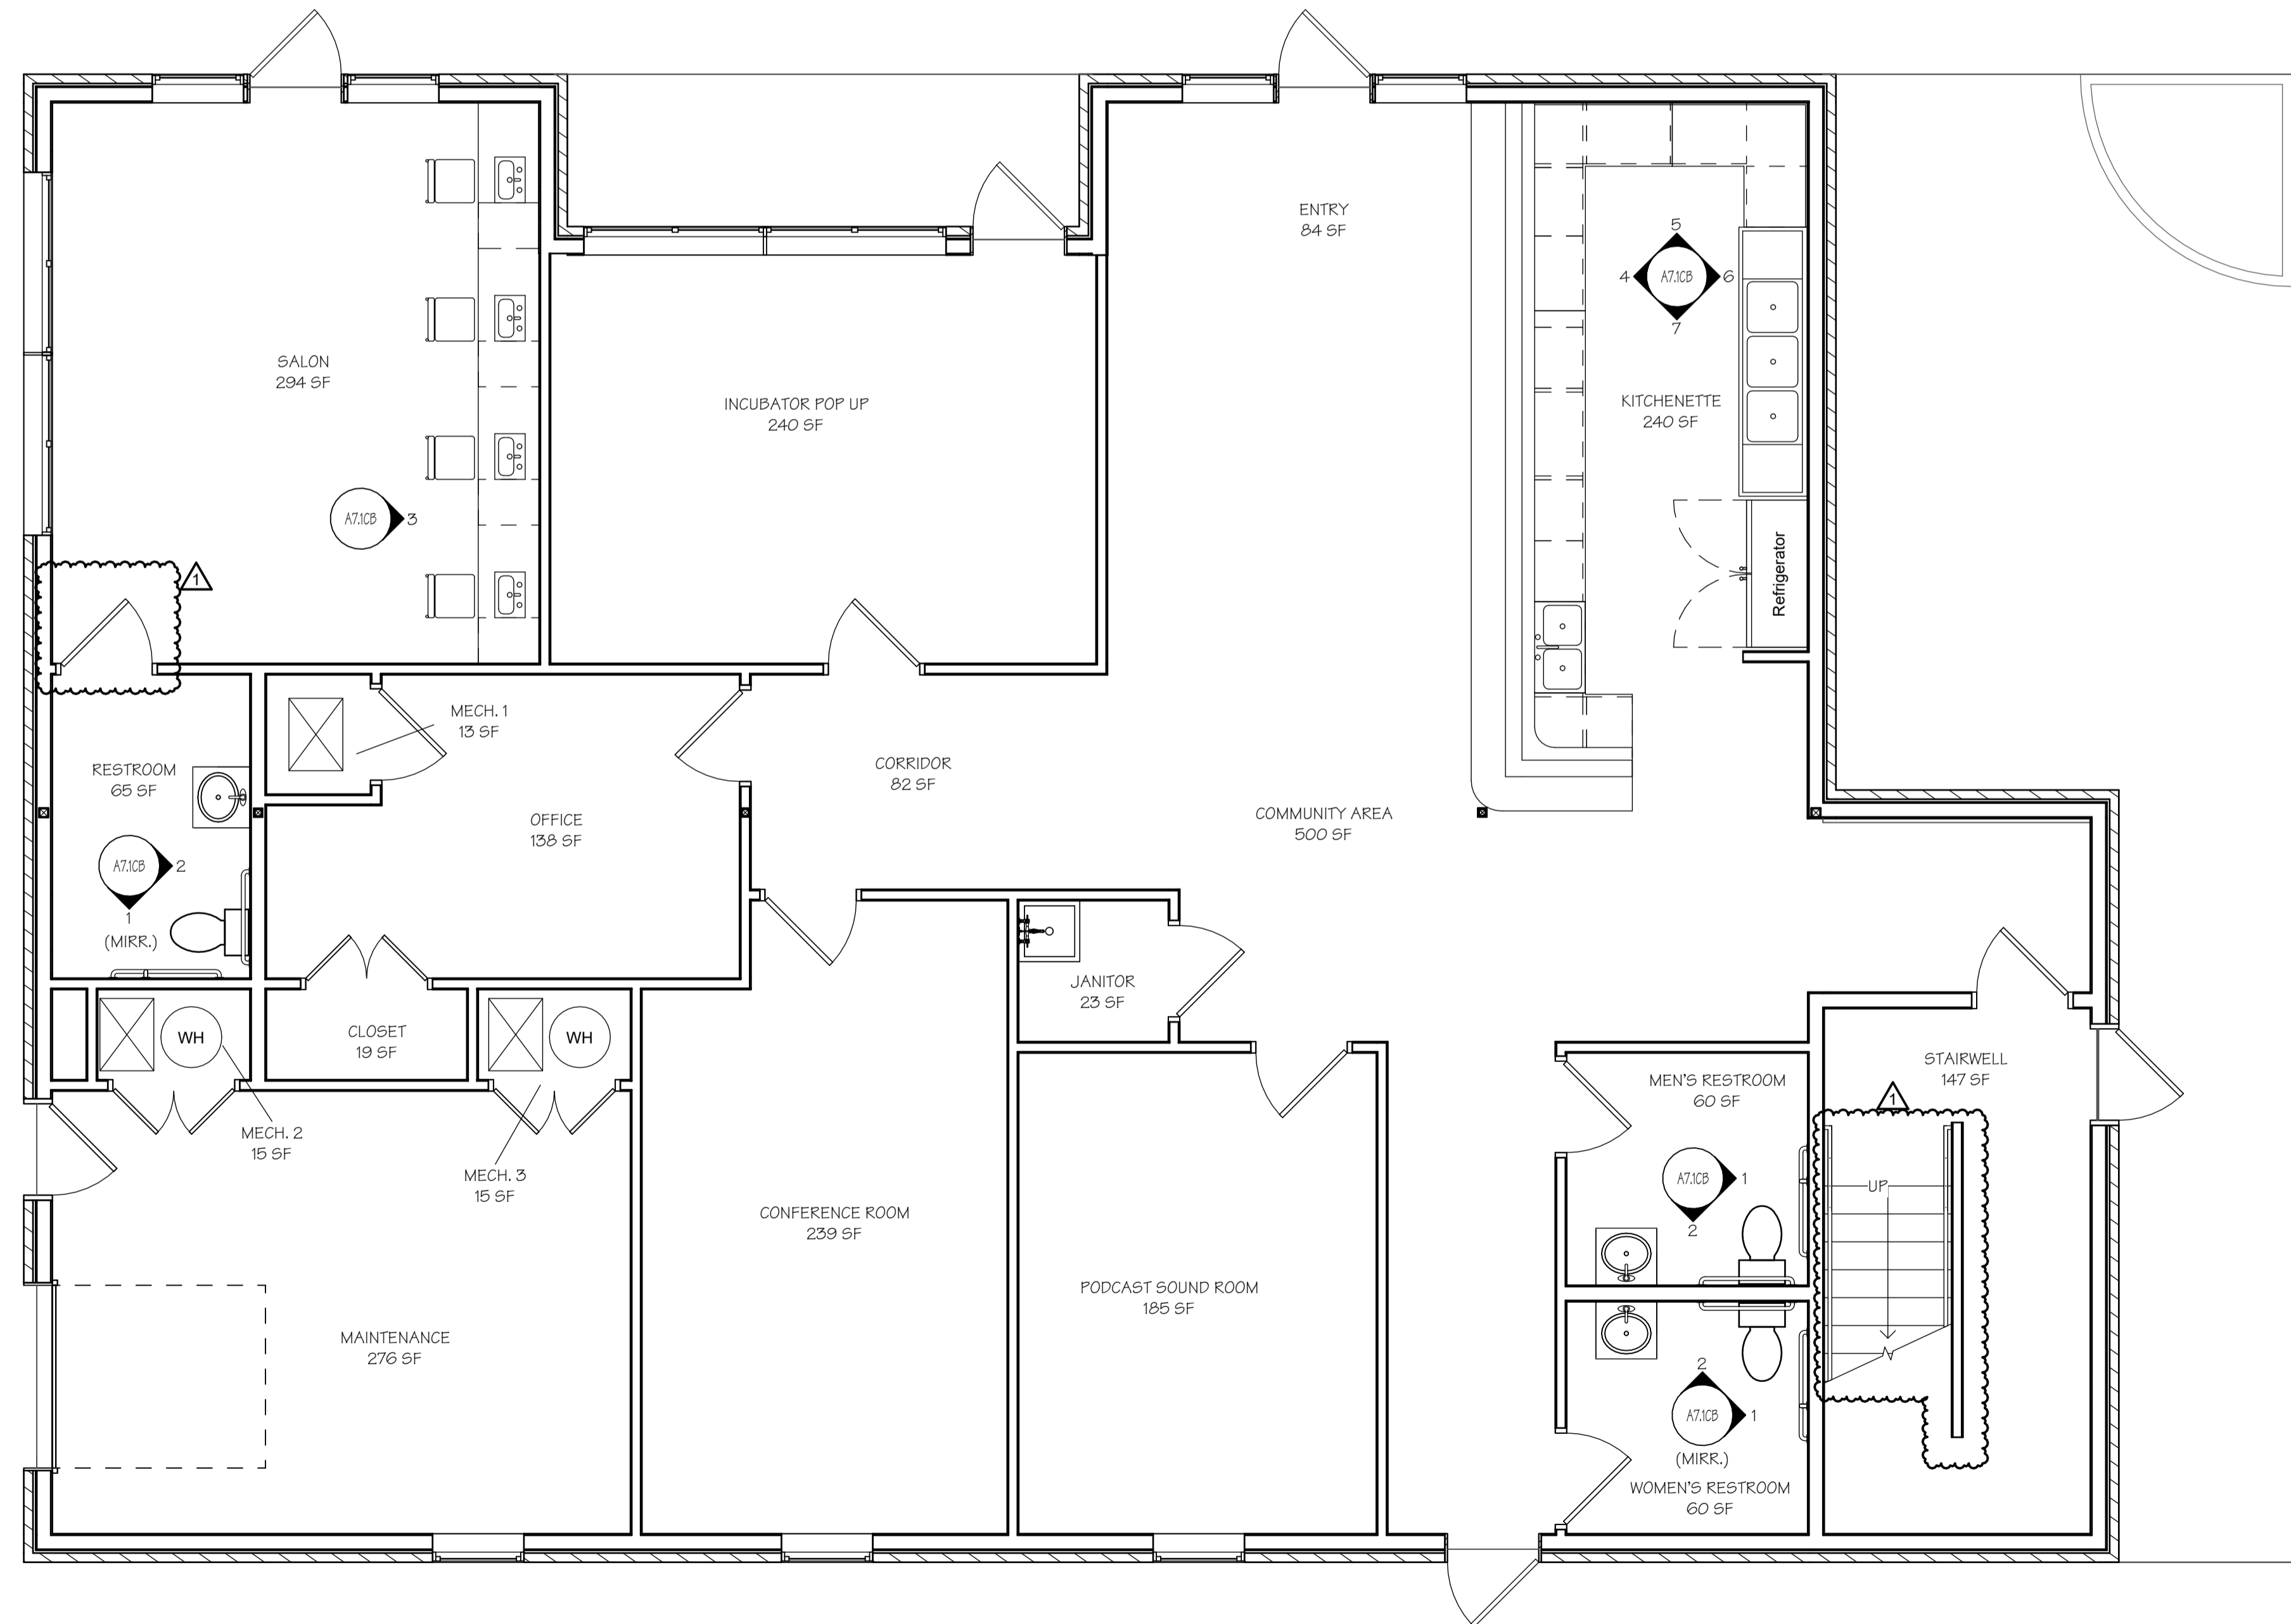 ENTRY
84 SF
5
4
A7.1CB
6
7
SALON
294 SF
INCUBATOR POP UP
240 SF
KITCHENETTE
240 SF
A7.1CB
3
Refrigerator
1
MECH. 1
13 SF
RESTROOM
65 SF
CORRIDOR
82 SF
OFFICE
138 SF
COMMUNITY AREA
500 SF
A7.1CB
2
1
(MIRR.)
JANITOR
23 SF
WH
CLOSET
19 SF
WH
STAIRWELL
147 SF
MEN'S RESTROOM
60 SF
1
MECH. 2
15 SF
MECH. 3
15 SF
A7.1CB
1
2
UP
CONFERENCE ROOM
239 SF
PODCAST SOUND ROOM
185 SF
MAINTENANCE
276 SF
2
A7.1CB
1
(MIRR.)
WOMEN'S RESTROOM
60 SF